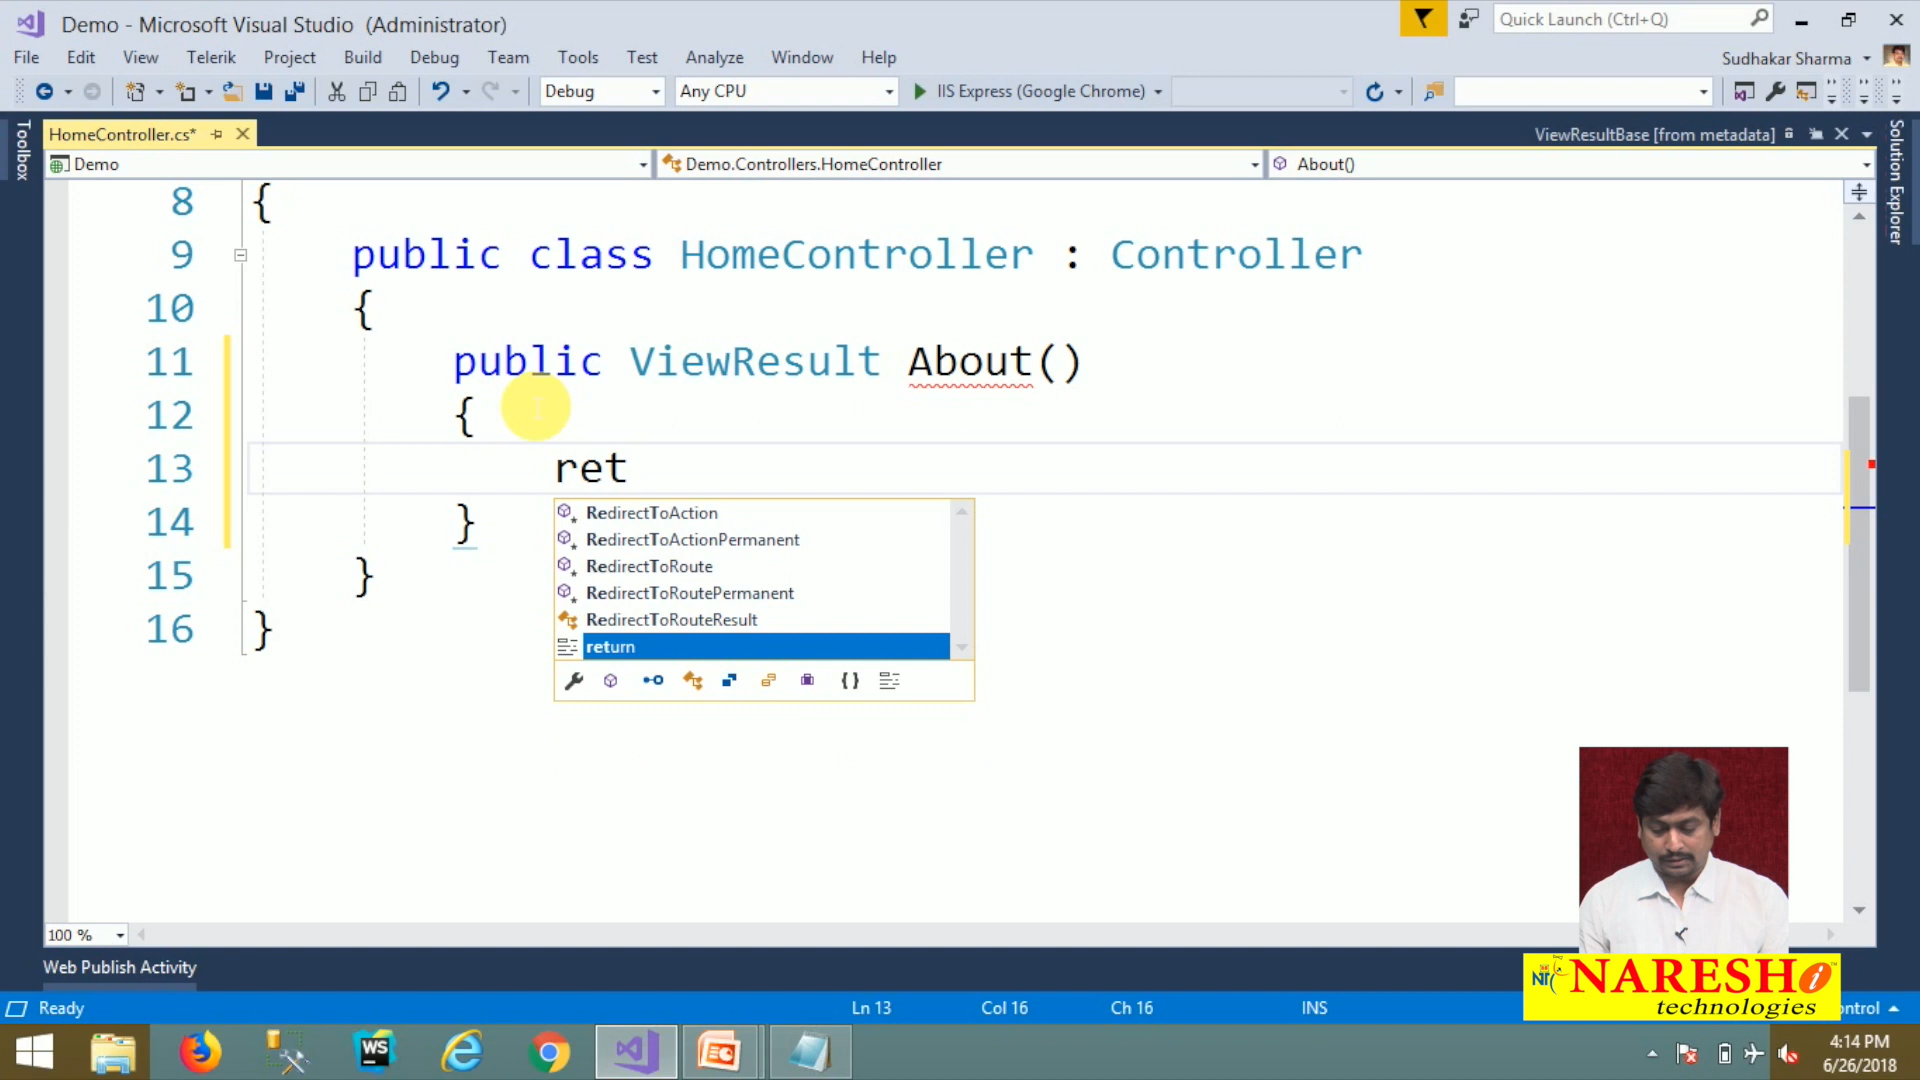 Demo - Microsoft Visual Studio (Administrator)
Quick Launch (Ctrl+Q)
File Edit View Telerik Project Build Debug Team Tools Test Analyze Window Help
Sudhakar Sharma
Debug Any CPU IIS Express (Google Chrome)
Toolbox
HomeController.cs*
ViewResultBase [from metadata]
Solution Explorer
Demo Demo.Controllers.HomeController About()
8 {
9 public class HomeController : Controller
10 {
11 public ViewResult About()
12 {
13 ret
14 }
15 }
16 }
RedirectToAction
RedirectToActionPermanent
RedirectToRoute
RedirectToRoutePermanent
RedirectToRouteResult
return
100 %
Web Publish Activity
Ready Ln 13 Col 16 Ch 16 INS
ontrol
NARESH i
technologies
WS
4:14 PM
6/26/2018